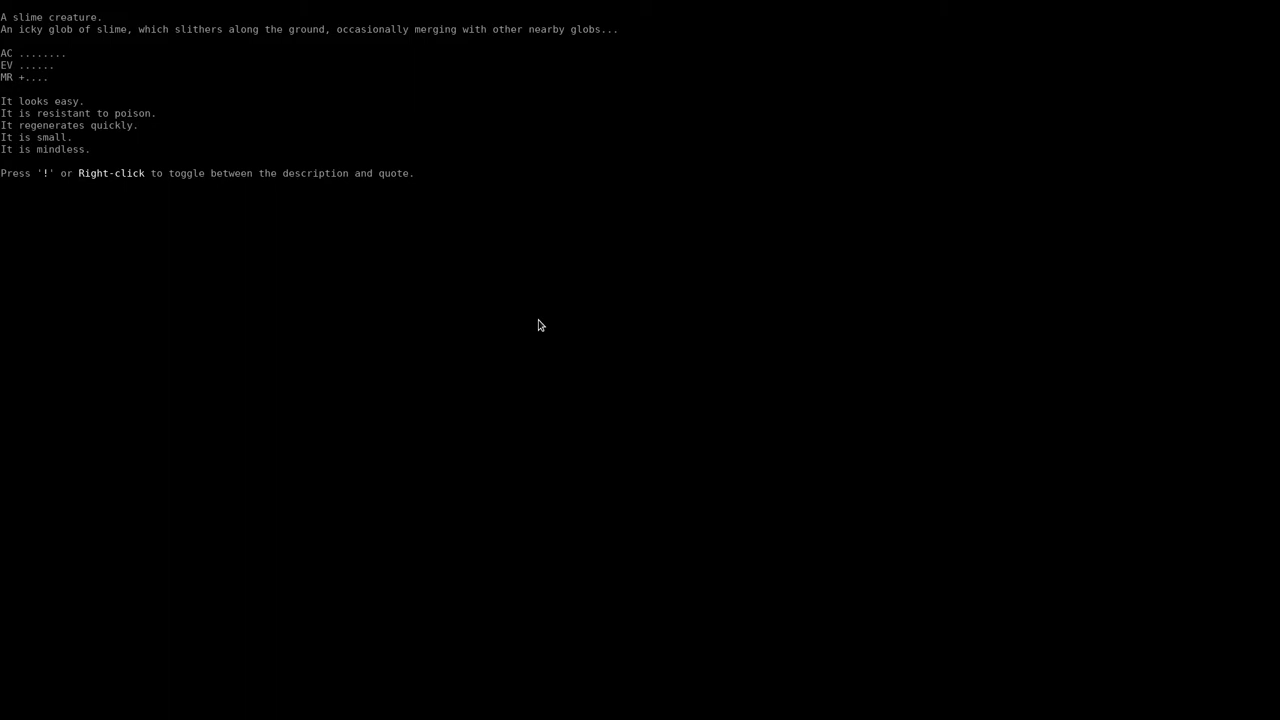 A slime creature.
An icky glob of slime, which slithers along the ground, occasionally merging with other nearby globs...
AC ........
EV ......
MR +....
It looks easy.
It is resistant to poison.
It regenerates quickly.
It is small.
It is mindless.
Press '!' or Right-click to toggle between the description and quote.